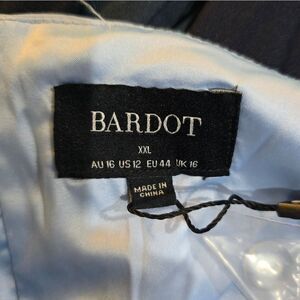 BARDOT
XXL
AU 16 US 12 EU 44 UK 16
MADE IN
CHINA